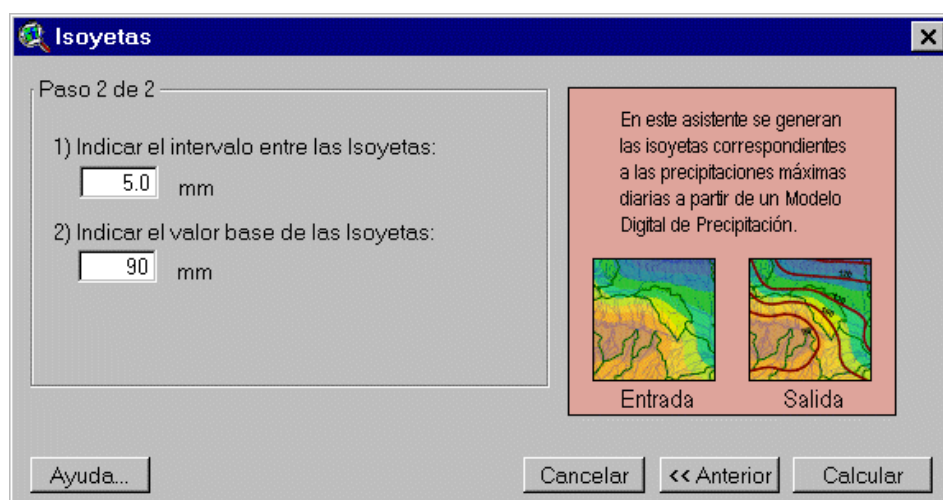 Isoyetas
Paso 2 de 2
1) Indicar el intervalo entre las Isoyetas:
5.0 mm
2) Indicar el valor base de las Isoyetas:
90 mm
En este asistente se generan
las isoyetas correspondientes
a las precipitaciones máximas
diarias a partir de un Modelo
Digital de Precipitación.
Entrada
Salida
Ayuda...
Cancelar
<< Anterior
Calcular